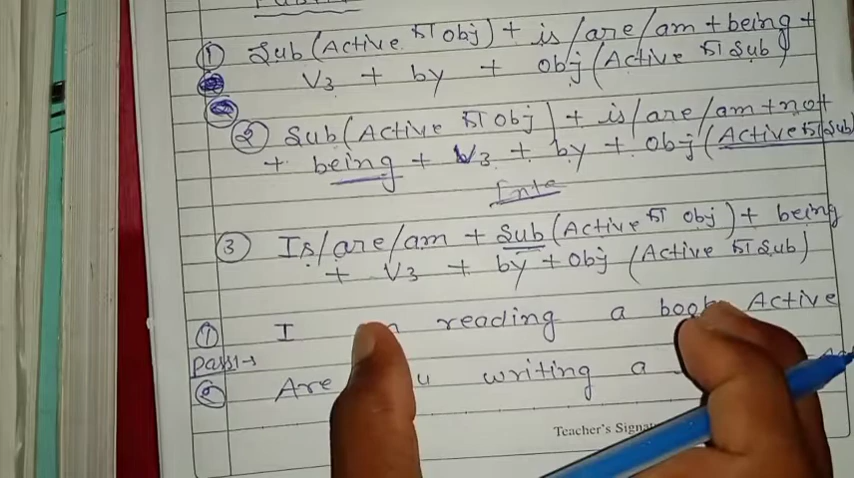 ① Sub (Active का obj) + is/are/am + being +
V3 + by + obj (Active का Sub)
② Sub (Active का obj) + is/are/am + not
+ being + V3 + by + obj (Active का Sub)
Inte
③ Is/are/am + Sub (Active का obj) + being
+ V3 + by + obj (Active का Sub)
① I reading a book Active
② Are writing a
Teacher's